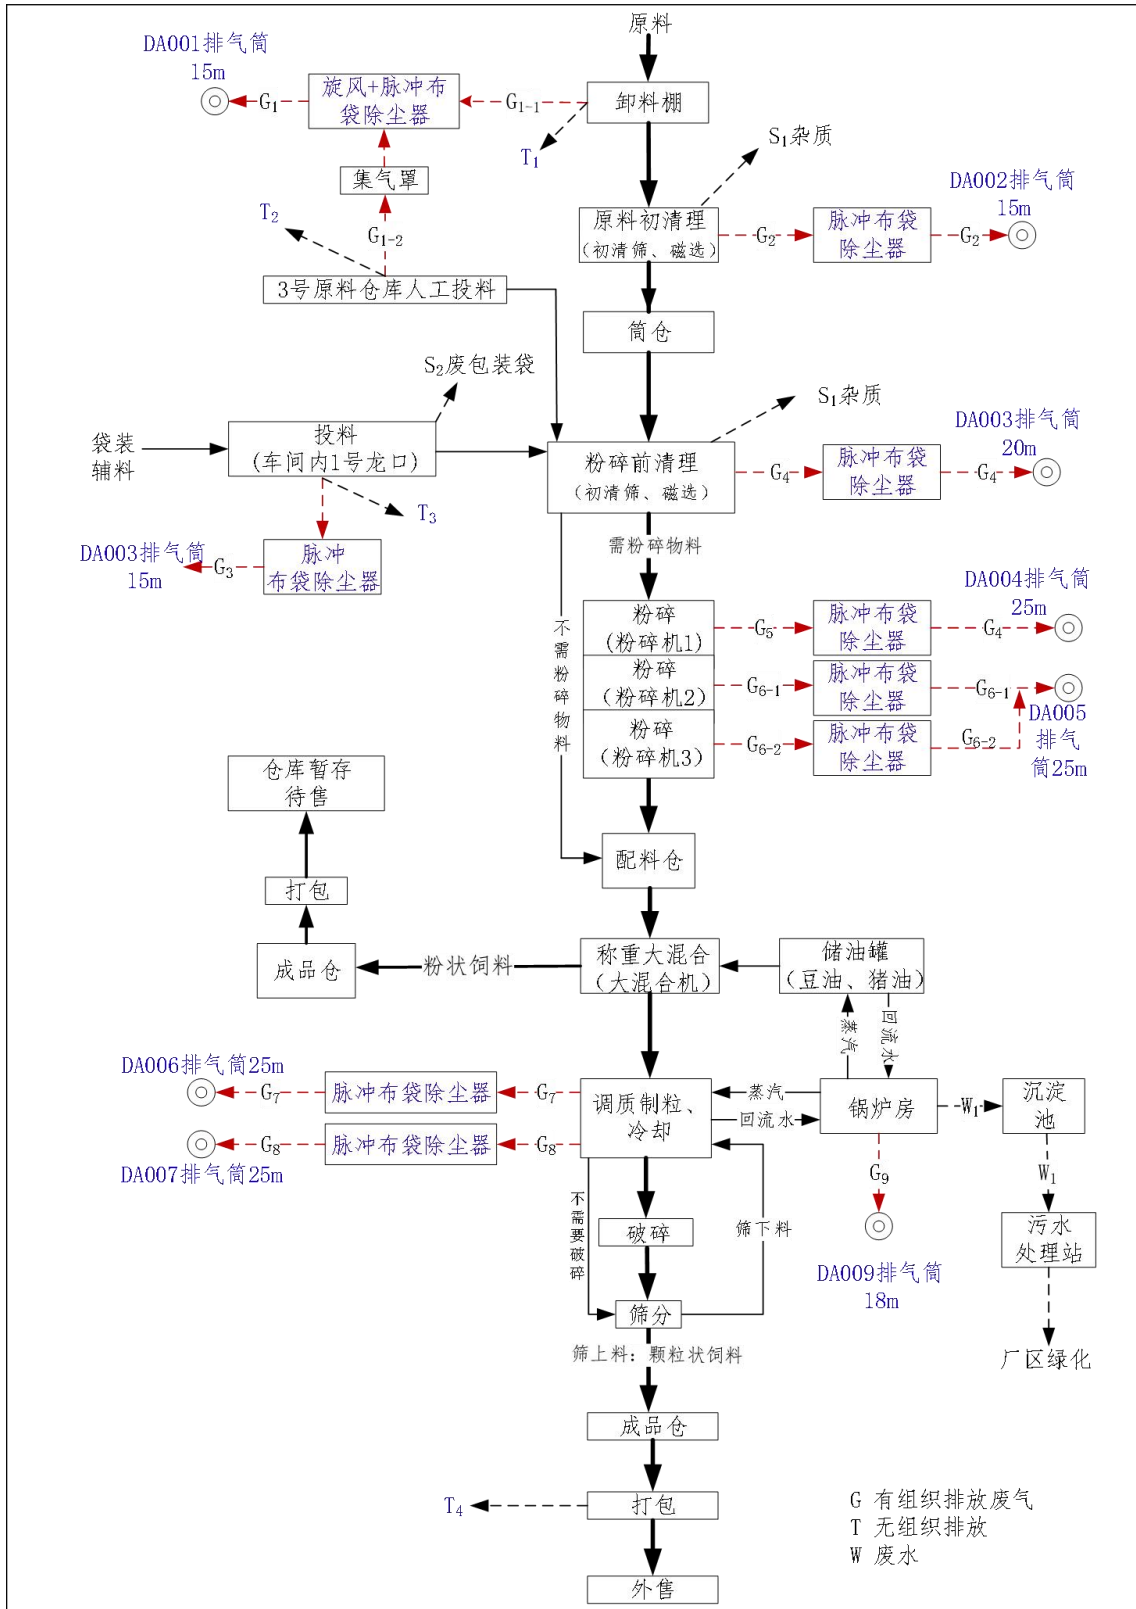 原料
DA001排气筒
15m
G₁
旋风+脉冲布
袋除尘器
G₁₋₁
卸料棚
T₁
S₁杂质
集气罩
T₂
G₁₋₂
原料初清理
(初清筛、磁选)
G₂
脉冲布袋
除尘器
G₂
DA002排气筒
15m
3号原料仓库人工投料
筒仓
S₂废包装袋
S₁杂质
袋装
辅料
投料
(车间内1号龙口)
粉碎前清理
(初清筛、磁选)
G₄
脉冲布袋
除尘器
G₄
DA003排气筒
20m
T₃
DA003排气筒
15m
G₃
脉冲
布袋除尘器
需粉碎物料
不需粉碎物料
粉碎
(粉碎机1)
G₅
脉冲布袋
除尘器
G₄
DA004排气筒
25m
粉碎
(粉碎机2)
G₆₋₁
脉冲布袋
除尘器
G₆₋₁
粉碎
(粉碎机3)
G₆₋₂
脉冲布袋
除尘器
G₆₋₂
DA005
排气
筒25m
仓库暂存
待售
打包
配料仓
成品仓
粉状饲料
称重大混合
(大混合机)
储油罐
(豆油、猪油)
蒸汽
回流水
DA006排气筒25m
G₇
脉冲布袋除尘器
G₇
调质制粒、
冷却
蒸汽
回流水
锅炉房
W₁
沉淀
池
G₈
脉冲布袋除尘器
G₈
DA007排气筒25m
G₉
W₁
不需要破碎
破碎
筛下料
污水
处理站
DA009排气筒
18m
筛分
筛上料：颗粒状饲料
厂区绿化
成品仓
T₄
打包
外售
G 有组织排放废气
T 无组织排放
W 废水